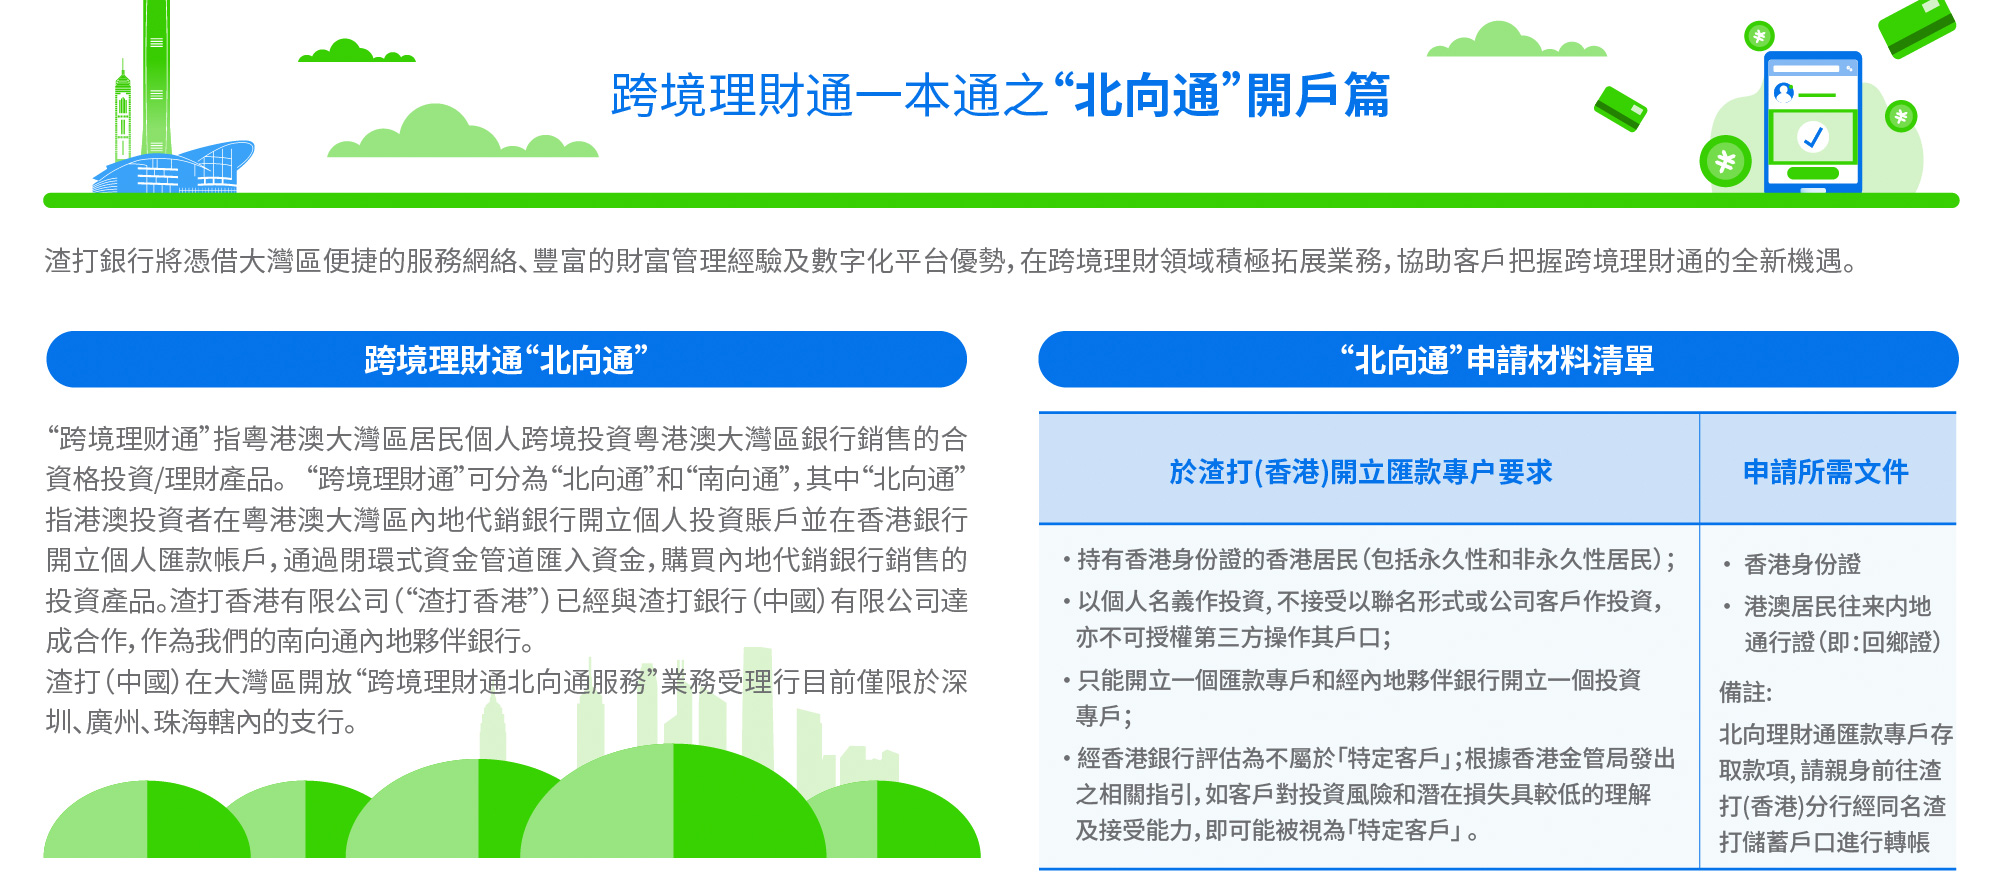 跨境理財通一本通之“北向通”開戶篇
渣打銀行將憑借大灣區便捷的服務網絡、豐富的財富管理經驗及數字化平台優勢，在跨境理財領域積極拓展業務，協助客戶把握跨境理財通的全新機遇。
跨境理財通“北向通”
“跨境理财通”指粵港澳大灣區居民個人跨境投資粵港澳大灣區銀行銷售的合
資格投資/理財產品。“跨境理財通”可分為“北向通”和“南向通”，其中“北向通”
指港澳投資者在粵港澳大灣區內地代銷銀行開立個人投資賬戶並在香港銀行
開立個人匯款帳戶，通過閉環式資金管道匯入資金，購買內地代銷銀行銷售的
投資產品。渣打香港有限公司（“渣打香港”）已經與渣打銀行（中國）有限公司達
成合作，作為我們的南向通內地夥伴銀行。
渣打（中國）在大灣區開放“跨境理財通北向通服務”業務受理行目前僅限於深
圳、廣州、珠海轄內的支行。
“北向通”申請材料清單
於渣打(香港)開立匯款專户要求
申請所需文件
・持有香港身份證的香港居民（包括永久性和非永久性居民）；
・以個人名義作投資，不接受以聯名形式或公司客戶作投資，
亦不可授權第三方操作其戶口；
・只能開立一個匯款專戶和經內地夥伴銀行開立一個投資
專戶；
・經香港銀行評估為不屬於「特定客戶」；根據香港金管局發出
之相關指引，如客戶對投資風險和潛在損失具較低的理解
及接受能力，即可能被視為「特定客戶」。
・ 香港身份證
・ 港澳居民往来内地
通行證（即：回鄉證）
備註：
北向理財通匯款專戶存
取款項，請親身前往渣
打(香港)分行經同名渣
打儲蓄戶口進行轉帳